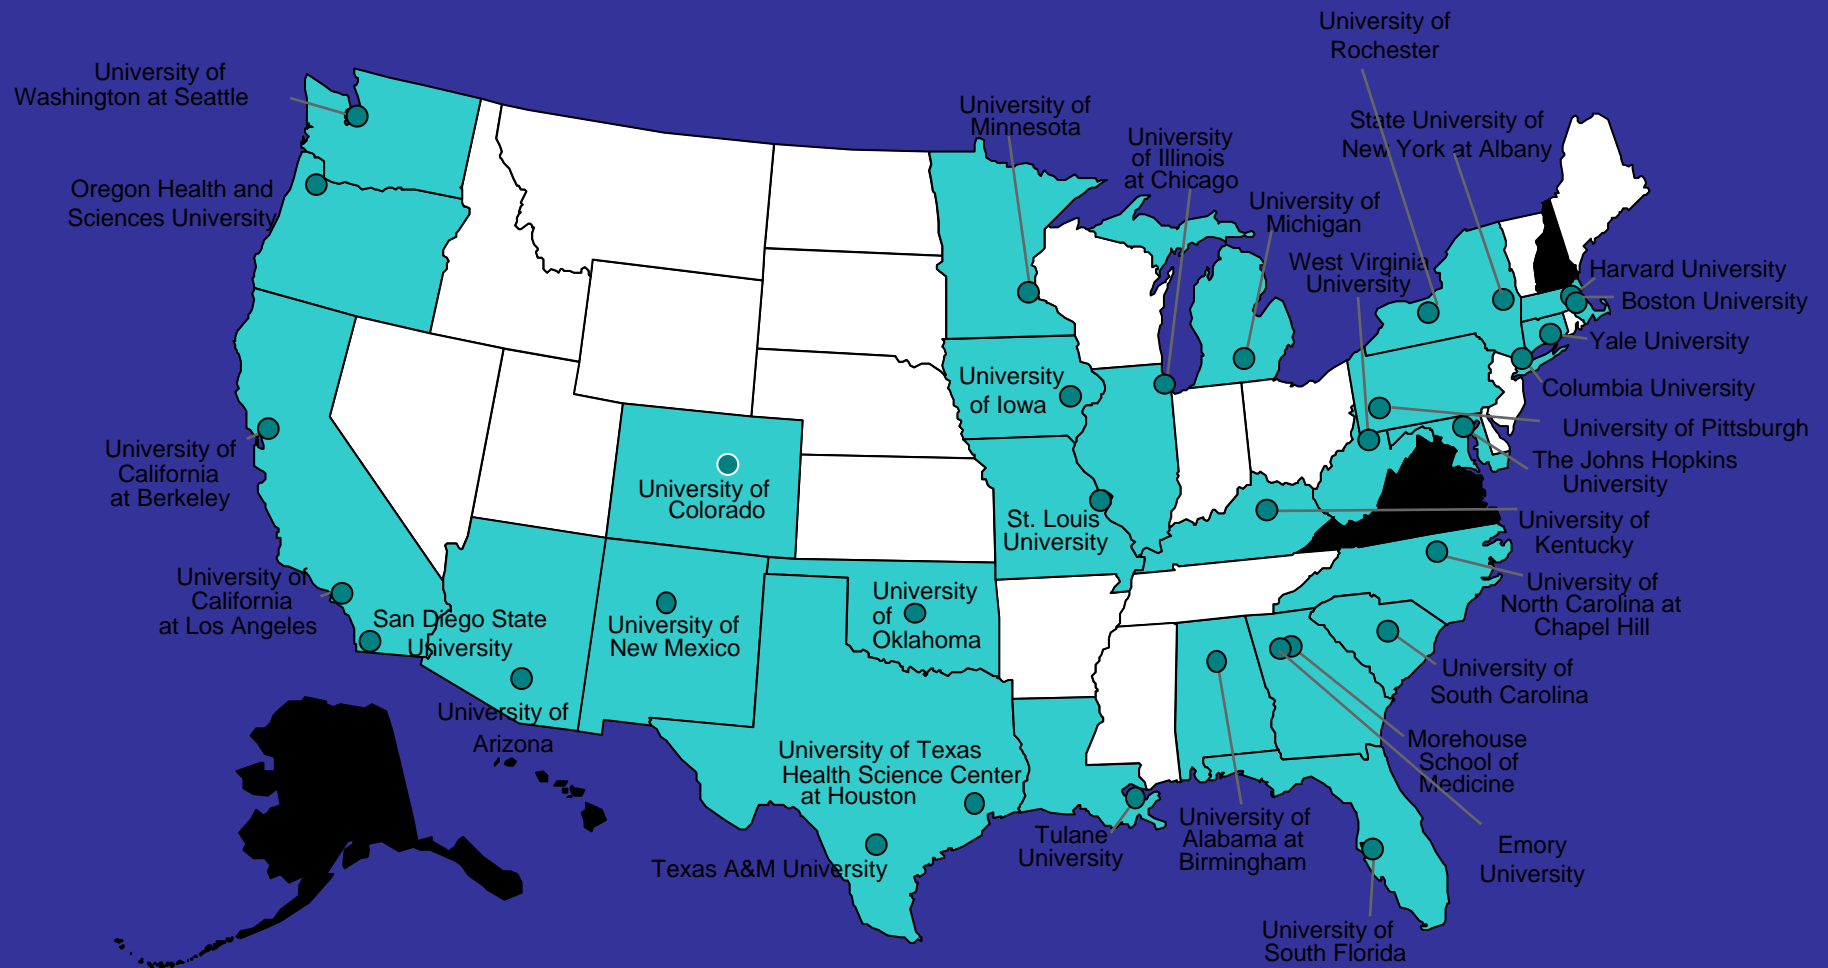 University of
Rochester
University of
Washington at Seattle
University of
Minnesota
State University of
New York at Albany
University
of Illinois
at Chicago
Oregon Health and
Sciences University
University of
Michigan
West Virginia
University
Harvard University
Boston University
Yale University
University
of Iowa
Columbia University
University of Pittsburgh
University of
California
at Berkeley
The Johns Hopkins
University
University of
Colorado
St. Louis
University
University of
Kentucky
University of
California
at Los Angeles
University
of
Oklahoma
University of
North Carolina at
Chapel Hill
San Diego State
University
University of
New Mexico
University of
South Carolina
University of
Arizona
University of Texas
Health Science Center
at Houston
Morehouse
School of
Medicine
Tulane
University
University of
Alabama at
Birmingham
Emory
University
Texas A&M University
University of
South Florida